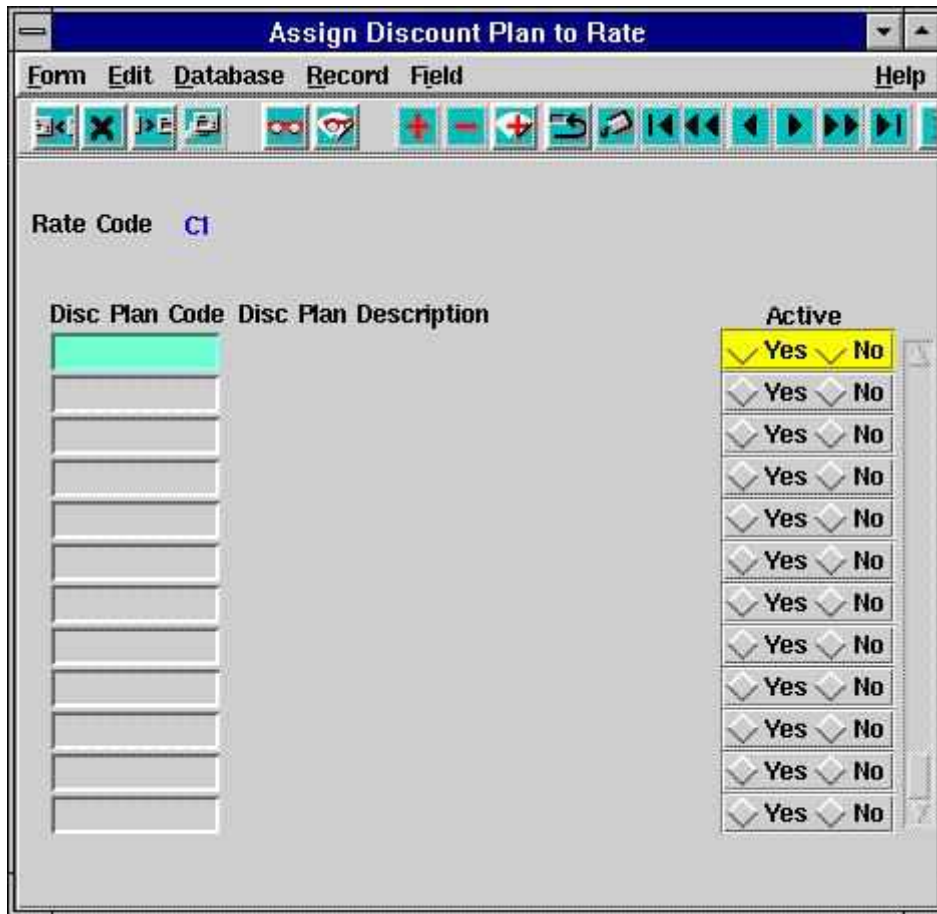 Assign Discount Plan to Rate
Form Edit Database Record Field Help
Rate Code C1
Disc Plan Code Disc Plan Description Active
Yes No
Yes No
Yes No
Yes No
Yes No
Yes No
Yes No
Yes No
Yes No
Yes No
Yes No
Yes No